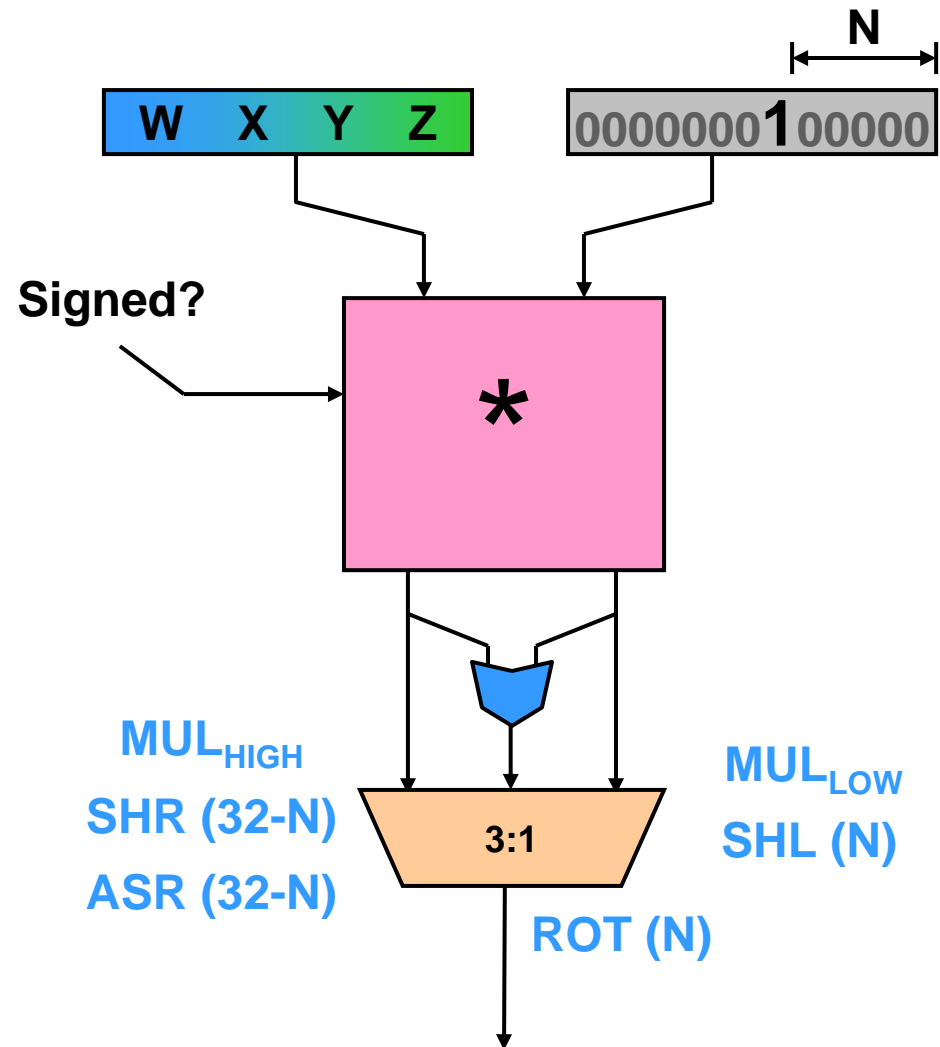 N
W X Y Z
0000000100000
Signed?
*
MULHIGH
SHR (32-N)
ASR (32-N)
3:1
MULLOW
SHL (N)
ROT (N)